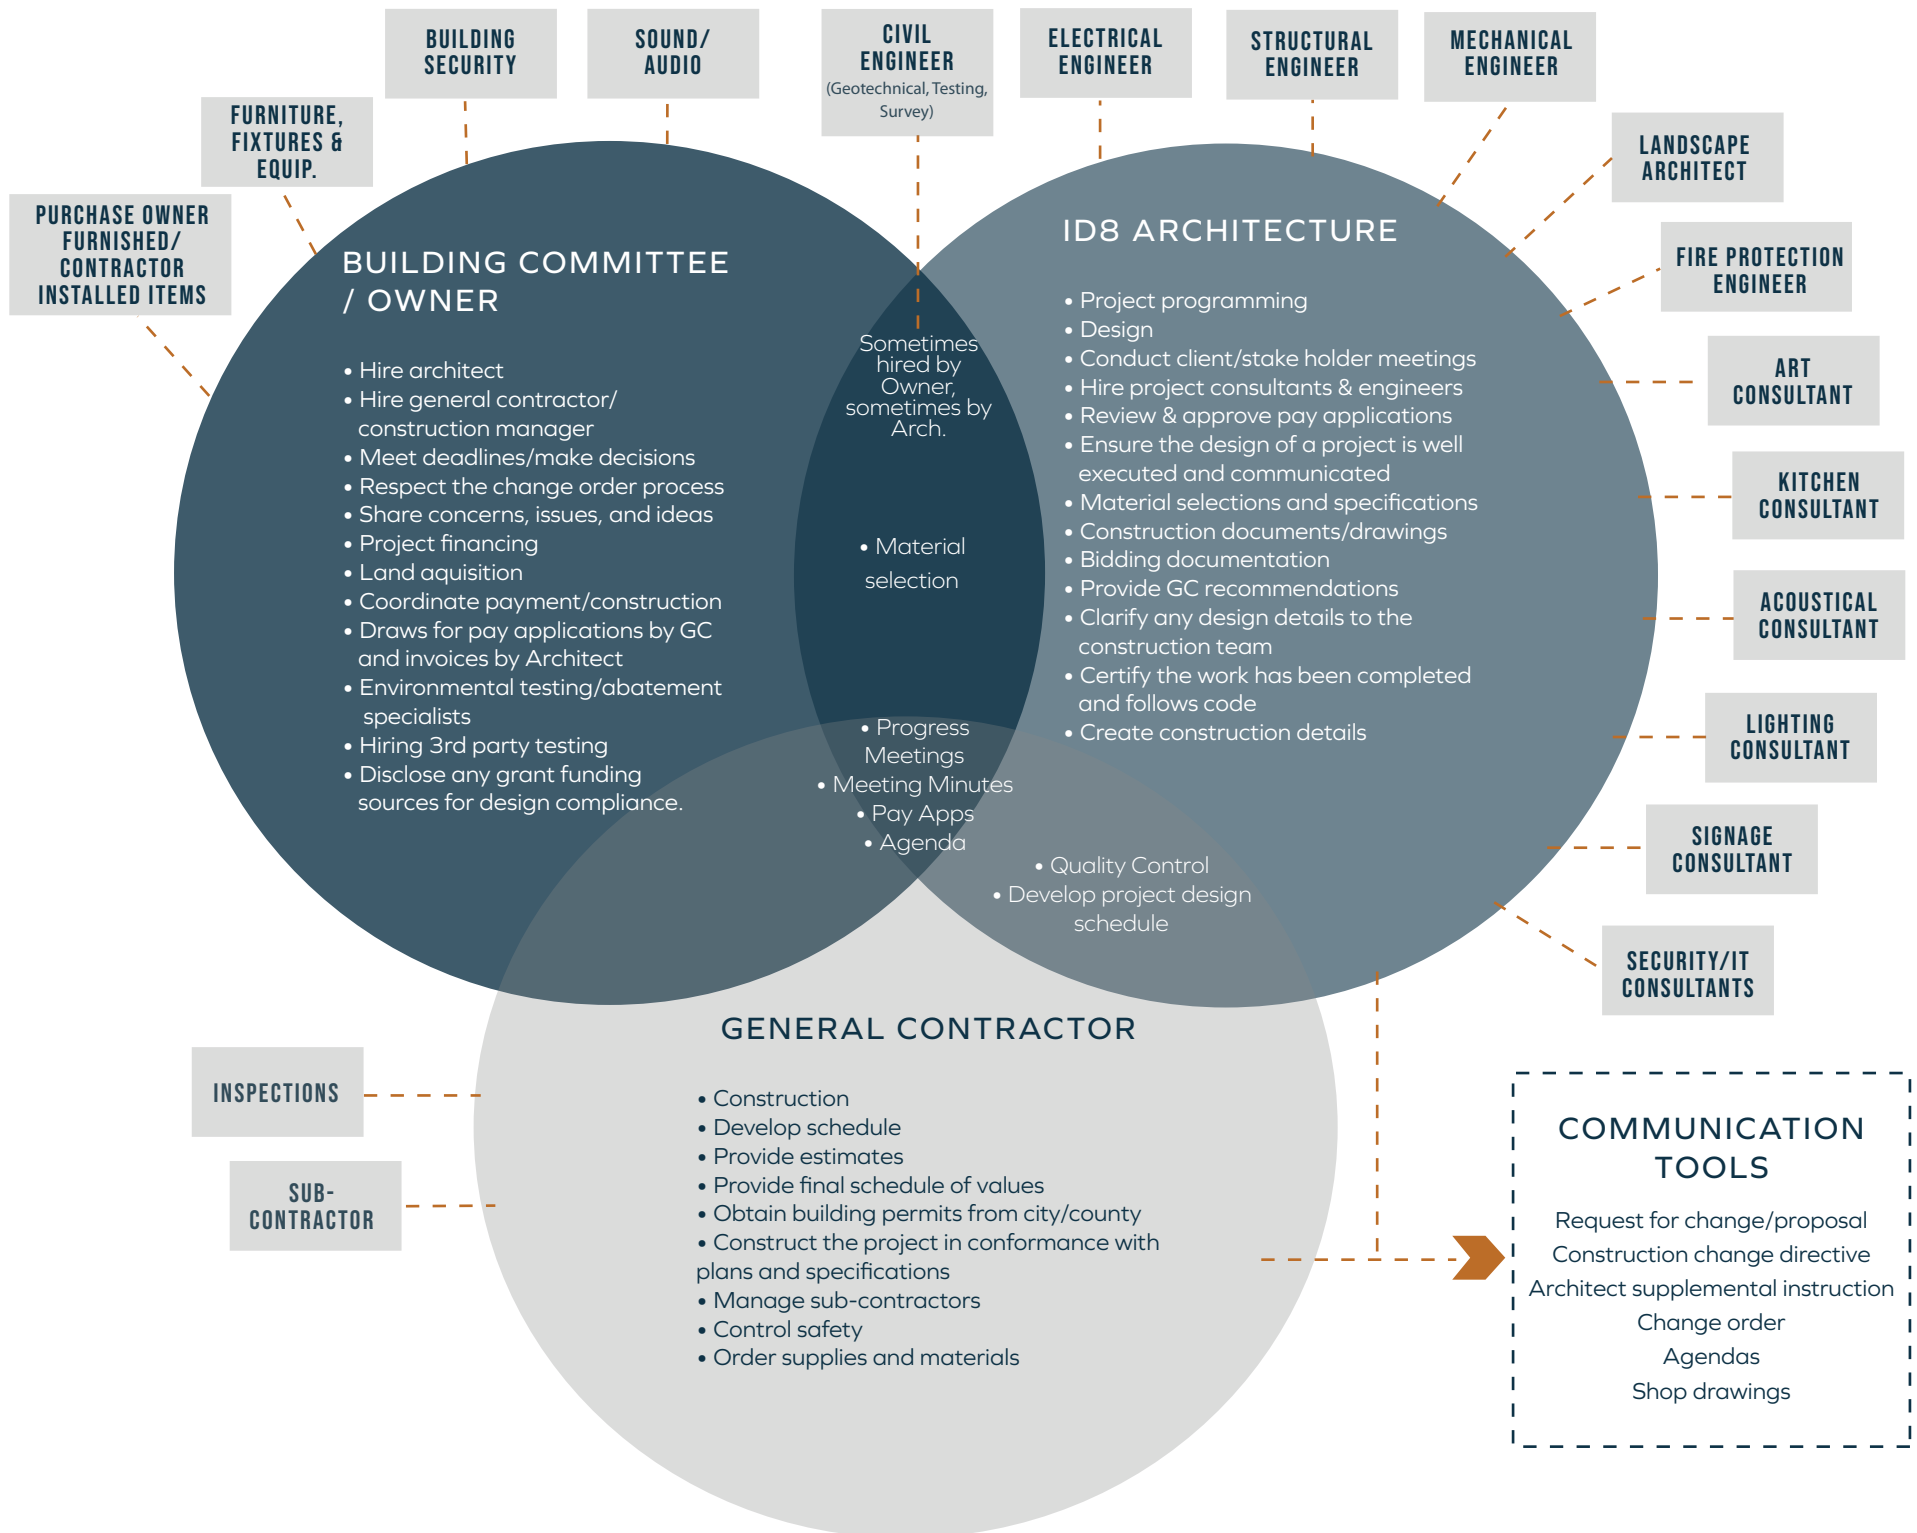 BUILDING
SECURITY
SOUND/
AUDIO
CIVIL
ENGINEER
(Geotechnical, Testing,
Survey)
ELECTRICAL
ENGINEER
STRUCTURAL
ENGINEER
MECHANICAL
ENGINEER
FURNITURE,
FIXTURES &
EQUIP.
PURCHASE OWNER
FURNISHED/
CONTRACTOR
INSTALLED ITEMS
LANDSCAPE
ARCHITECT
FIRE PROTECTION
ENGINEER
ART
CONSULTANT
KITCHEN
CONSULTANT
ACOUSTICAL
CONSULTANT
LIGHTING
CONSULTANT
SIGNAGE
CONSULTANT
SECURITY/IT
CONSULTANTS
BUILDING COMMITTEE
/ OWNER
• Hire architect
• Hire general contractor/
construction manager
• Meet deadlines/make decisions
• Respect the change order process
• Share concerns, issues, and ideas
• Project financing
• Land aquisition
• Coordinate payment/construction
• Draws for pay applications by GC
and invoices by Architect
• Environmental testing/abatement
specialists
• Hiring 3rd party testing
• Disclose any grant funding
sources for design compliance.
Sometimes
hired by
Owner,
sometimes by
Arch.
• Material
selection
• Progress
Meetings
• Meeting Minutes
• Pay Apps
• Agenda
ID8 ARCHITECTURE
• Project programming
• Design
• Conduct client/stake holder meetings
• Hire project consultants & engineers
• Review & approve pay applications
• Ensure the design of a project is well
executed and communicated
• Material selections and specifications
• Construction documents/drawings
• Bidding documentation
• Provide GC recommendations
• Clarify any design details to the
construction team
• Certify the work has been completed
and follows code
• Create construction details
• Quality Control
• Develop project design
schedule
GENERAL CONTRACTOR
• Construction
• Develop schedule
• Provide estimates
• Provide final schedule of values
• Obtain building permits from city/county
• Construct the project in conformance with
plans and specifications
• Manage sub-contractors
• Control safety
• Order supplies and materials
INSPECTIONS
SUB-
CONTRACTOR
COMMUNICATION
TOOLS
Request for change/proposal
Construction change directive
Architect supplemental instruction
Change order
Agendas
Shop drawings